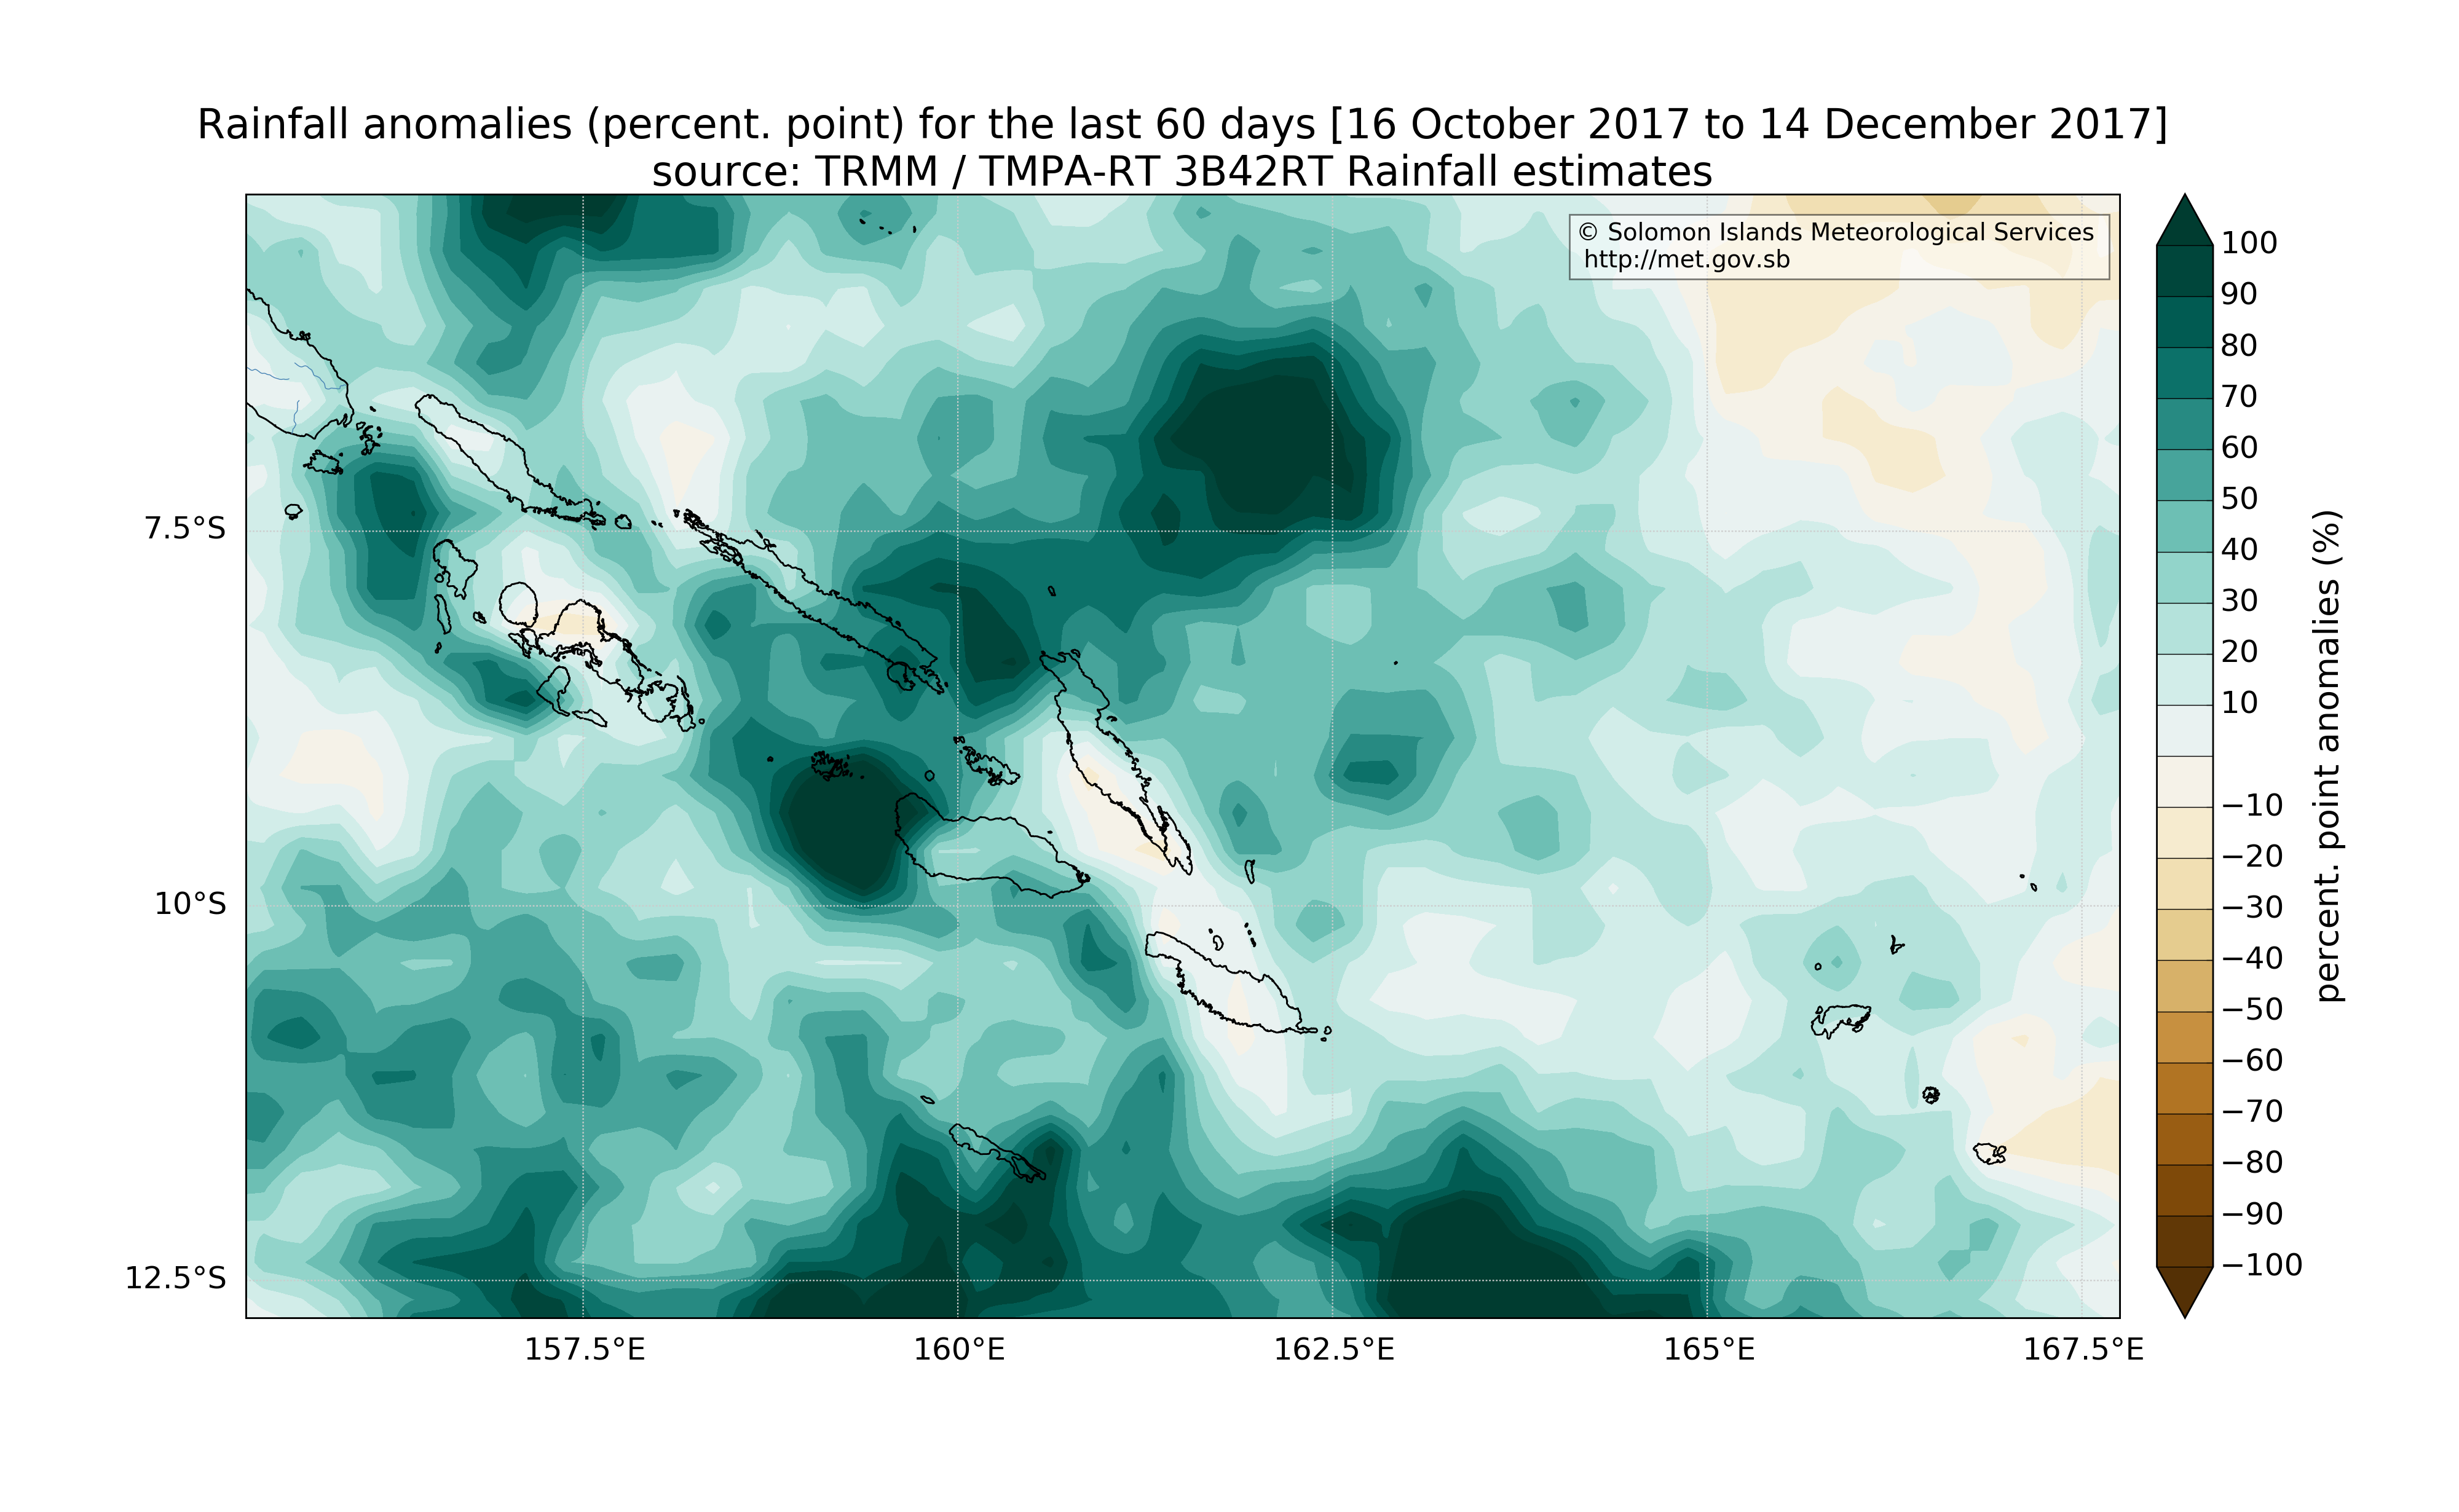 Rainfall anomalies (percent. point) for the last 60 days [16 October 2017 to 14 December 2017]
source: TRMM / TMPA-RT 3B42RT Rainfall estimates
© Solomon Islands Meteorological Services
http://met.gov.sb
7.5°S
10°S
12.5°S
157.5°E
160°E
162.5°E
165°E
167.5°E
100
90
80
70
60
50
40
30
20
10
−10
−20
−30
−40
−50
−60
−70
−80
−90
−100
percent. point anomalies (%)